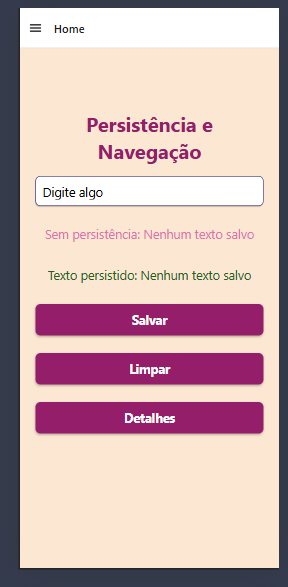 Home
Persistência e
Navegação
Digite algo
Sem persistência: Nenhum texto salvo
Texto persistido: Nenhum texto salvo
Salvar
Limpar
Detalhes